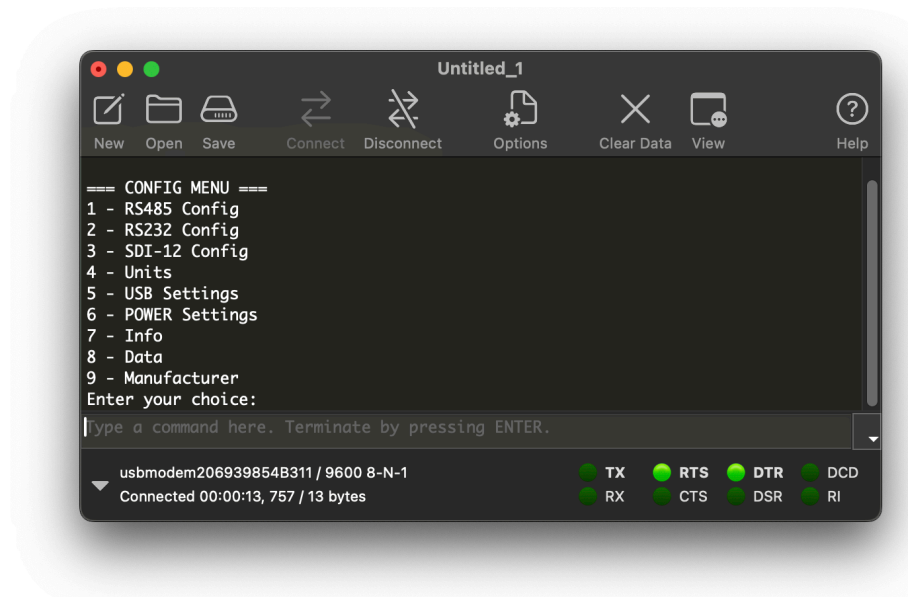 Untitled_1
New Open Save Connect Disconnect Options Clear Data View Help
=== CONFIG MENU ===
1 - RS485 Config
2 - RS232 Config
3 - SDI-12 Config
4 - Units
5 - USB Settings
6 - POWER Settings
7 - Info
8 - Data
9 - Manufacturer
Enter your choice:
Type a command here. Terminate by pressing ENTER.
usbmodem206939854B311 / 9600 8-N-1
Connected 00:00:13, 757 / 13 bytes
TX RTS DTR DCD
RX CTS DSR RI